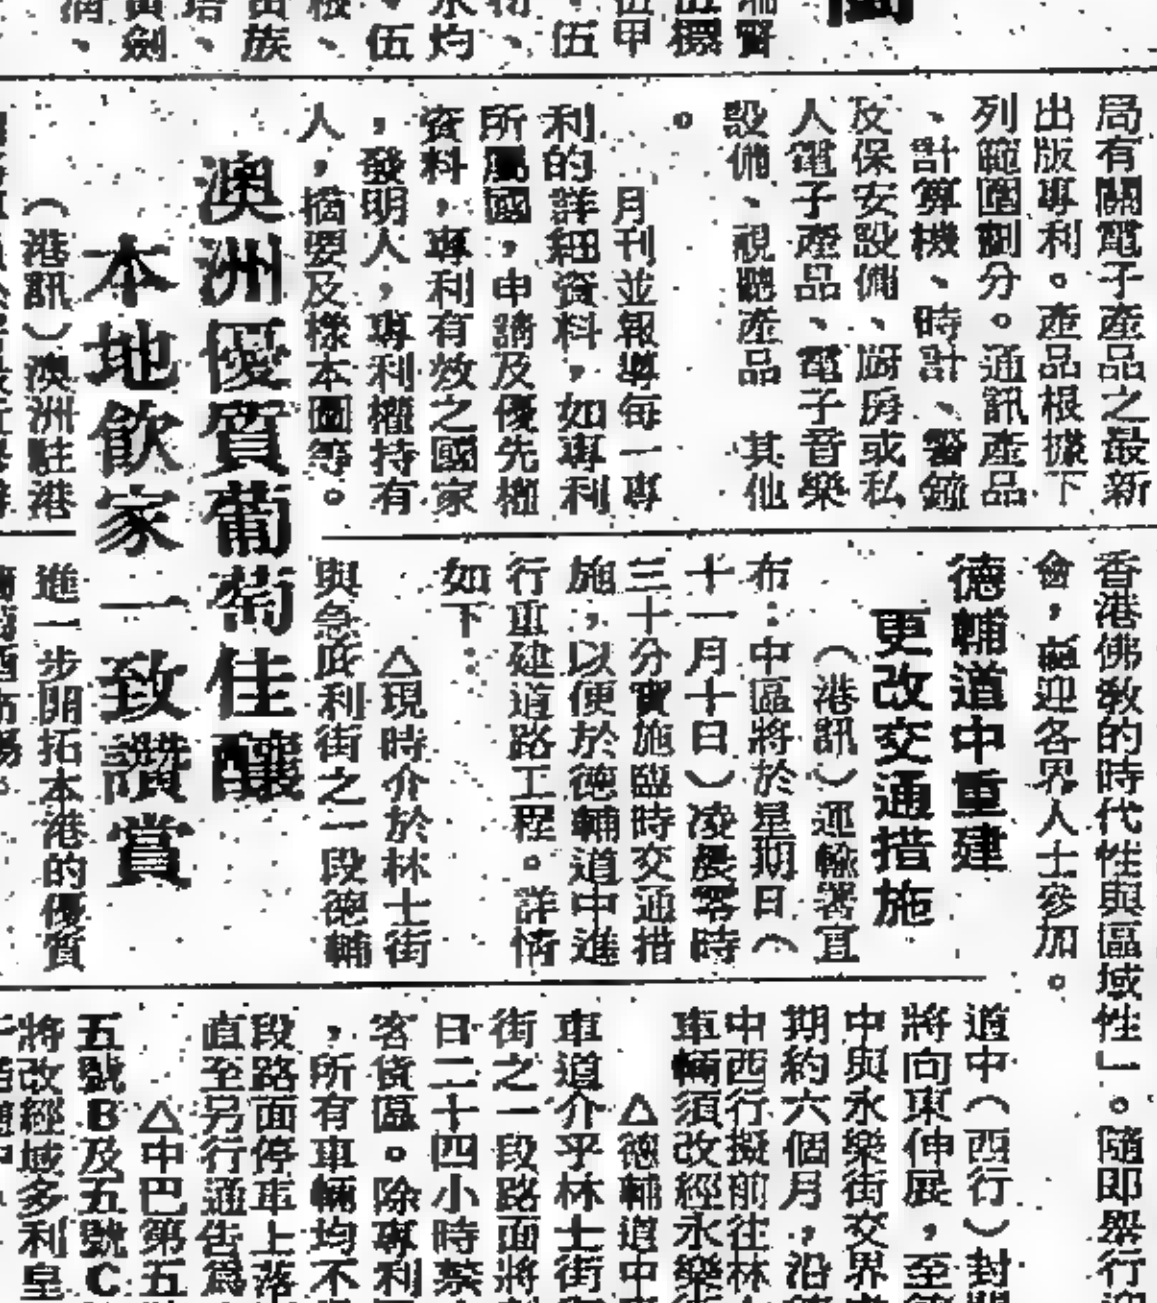 局有關電子產品之最新
出版專利。產品根據下
列範圍劃分。通訊產品
、計算機、時計、警鐘
及保安設備、廚房或私
人電子產品、電子音樂
設備、視聽產品 其他
。
月刊並報導每一專
利的詳細資料,如專利
所屬國,申請及優先權
資料,專利有效之國家
,發明人,專利權持有
人,摘要及樣本圖等。
香港佛教的時代性與區域性」。隨即舉行
會,歡迎各界人士參加。
德輔道中重建
更改交通措施
(港訊)運輸署宣
布:中區將於星期日(
十一月十日)凌晨零時
三十分實施臨時交通措
施,以便於德輔道中進
行重建道路工程。詳情
如下:
△現時介於林士街
與急庇利街之一段德輔
道中(西行)封
將向東伸展,至
中與永樂街交界
期約六個月,沿
中西行擬前往林
車輛須改經永樂
△德輔道中
車道介乎林士街
街之一段路面將
日二十四小時禁
客貨區。除專利
,所有車輛均不
段路面停車上落
直至另行通告為
△中巴第五
五號B及五號C
將改經域多利皇
澳洲優質葡萄佳釀
本地飲家一致讚賞
(港訊)澳洲駐港
進一步開拓本港的優質